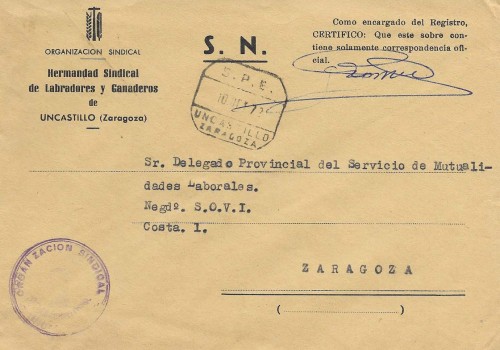 ORGANIZACION SINDICAL
Hermandad Sindical
de Labradores y Ganaderos
de
UNCASTILLO (Zaragoza)
S. N.
Como encargado del Registro,
CERTIFICO: Que este sobre con-
tiene solamente correspondencia ofi-
cial.
S.P.E.
UNCASTILLO
ZARAGOZA
Sr. Delegado Provincial del Servicio de Mutuali-
dades Laborales.
Negdº. S.O.V.I.
Costa. 1.
ZARAGOZA
(                    )
ORGANIZACION SINDICAL